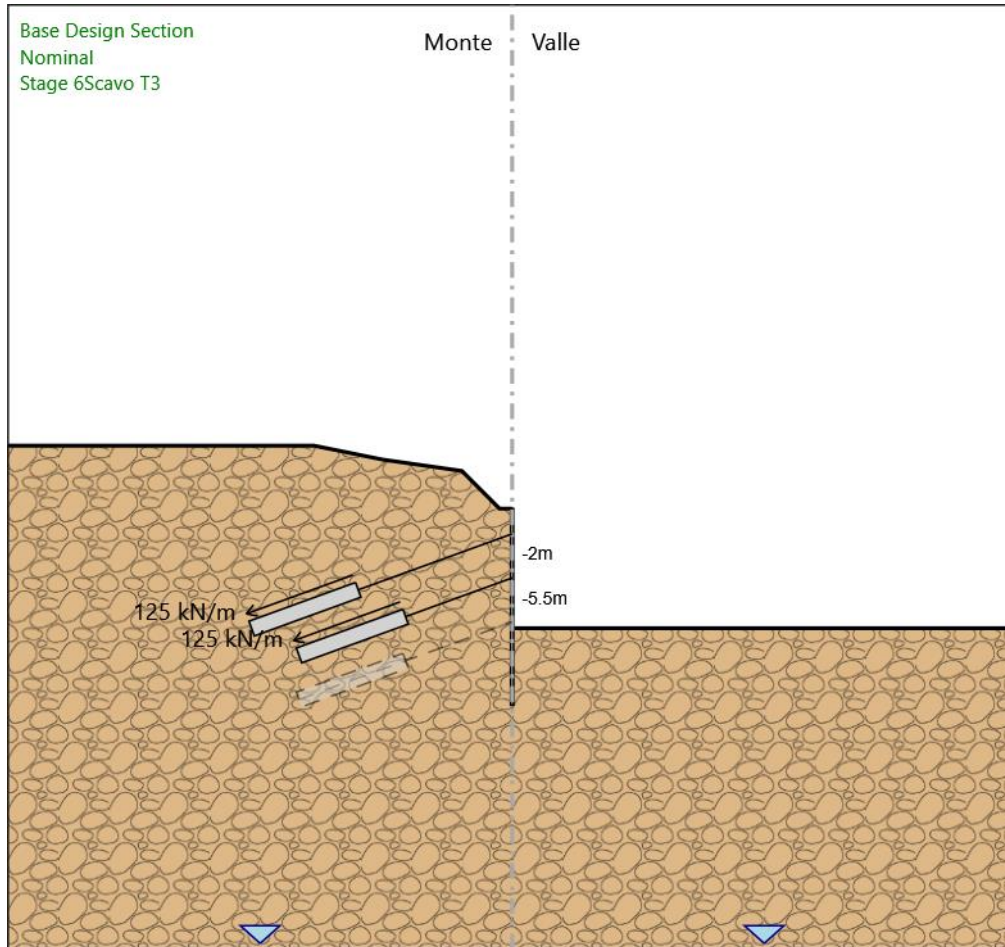 Base Design Section
Nominal
Stage 6Scavo T3
Monte Valle
-2m
-5.5m
125 kN/m
125 kN/m